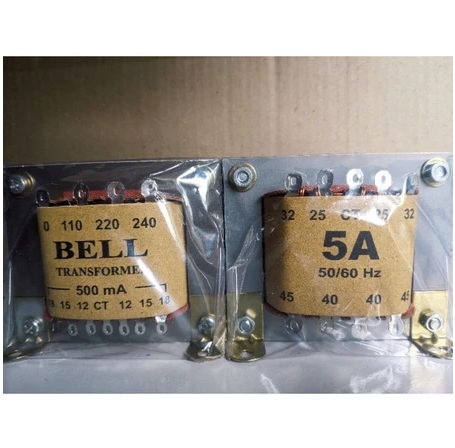 0 110 220 240
BELL
TRANSFORMER
500 mA
18 15 12 CT 12 15 18
32 25 CT 25 32
5A
50/60 Hz
45 40 40 45